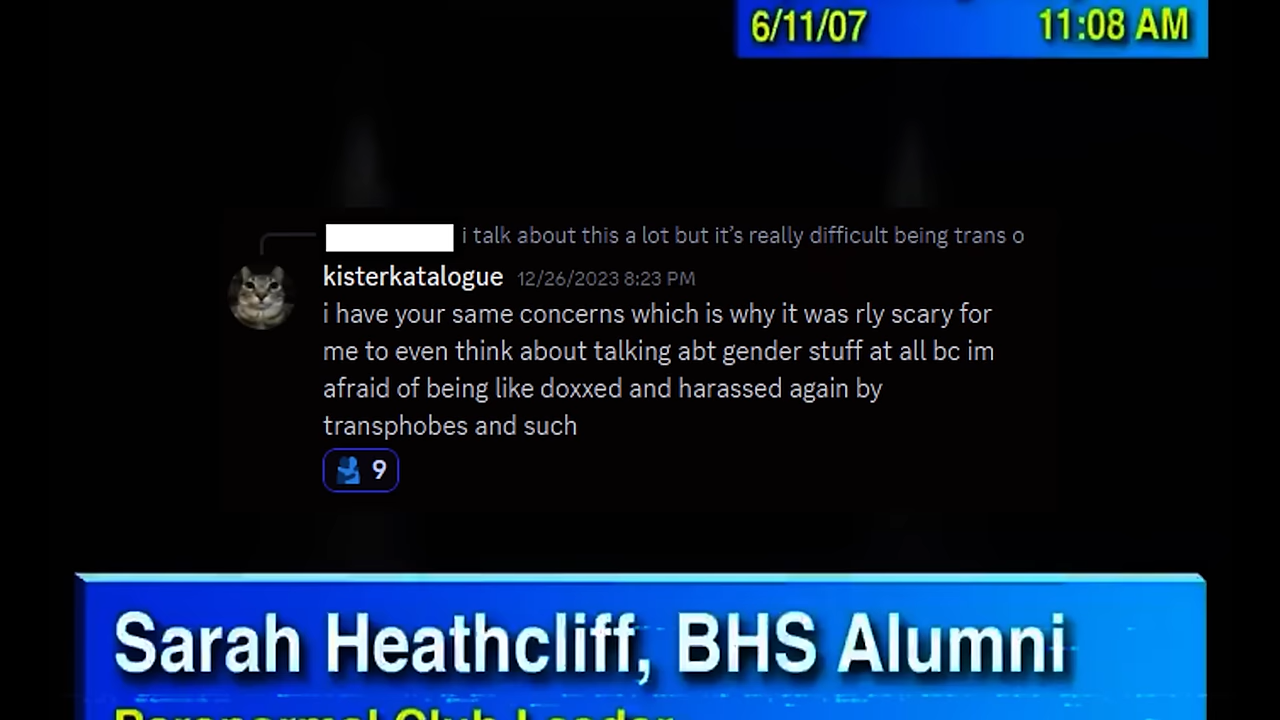 6/11/07 11:08 AM
i talk about this a lot but it's really difficult being trans o
kisterkatalogue 12/26/2023 8:23 PM
i have your same concerns which is why it was rly scary for
me to even think about talking abt gender stuff at all bc im
afraid of being like doxxed and harassed again by
transphobes and such
9
Sarah Heathcliff, BHS Alumni
Paranormal Club Leader